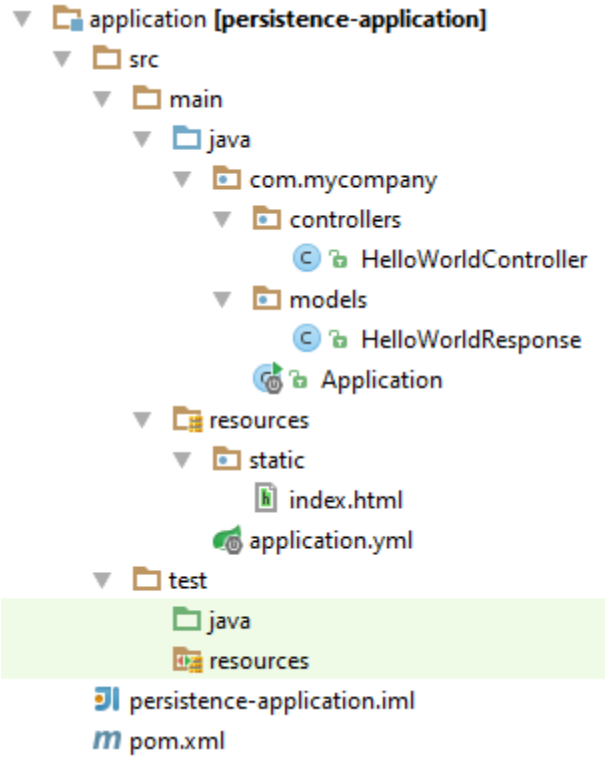 application [persistence-application]
src
main
java
com.mycompany
controllers
HelloWorldController
models
HelloWorldResponse
Application
resources
static
index.html
application.yml
test
java
resources
persistence-application.iml
pom.xml